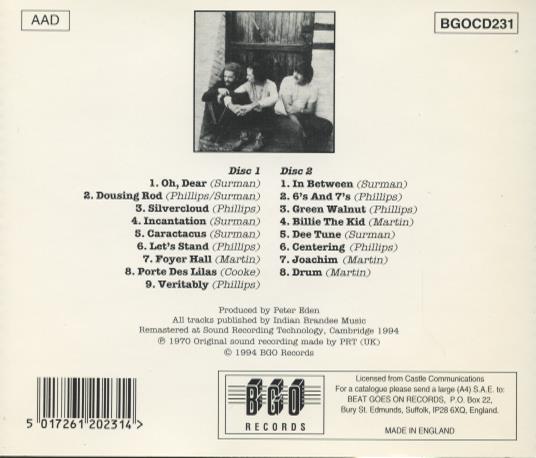 AAD
BGOCD231
Disc 1
1. Oh, Dear (Surman)
2. Dousing Rod (Phillips/Surman)
3. Silvercloud (Phillips)
4. Incantation (Surman)
5. Caractacus (Surman)
6. Let's Stand (Phillips)
7. Foyer Hall (Martin)
8. Porte Des Lilas (Cooke)
9. Veritably (Phillips)
Disc 2
1. In Between (Surman)
2. 6's And 7's (Phillips)
3. Green Walnut (Phillips)
4. Billie The Kid (Martin)
5. Dee Tune (Surman)
6. Centering (Phillips)
7. Joachim (Martin)
8. Drum (Martin)
Produced by Peter Eden
All tracks published by Indian Brandee Music
Remastered at Sound Recording Technology, Cambridge 1994
℗ 1970 Original sound recording made by PRT (UK)
© 1994 BGO Records
5 017261 202314 >
BGO
RECORDS
Licensed from Castle Communications
For a catalogue please send a large (A4) S.A.E. to:
BEAT GOES ON RECORDS, P.O. Box 22,
Bury St. Edmunds, Suffolk, IP28 6XQ, England.
MADE IN ENGLAND